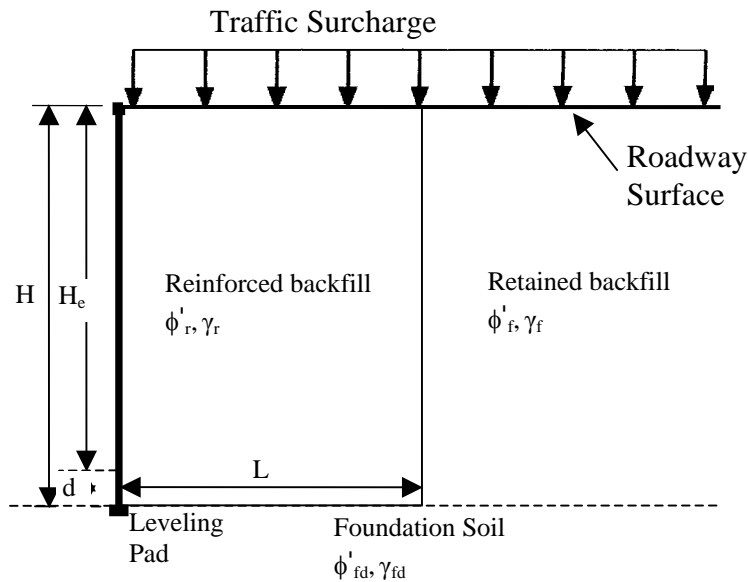 Traffic Surcharge
Roadway
Surface
Reinforced backfill
ϕ'r, γr
Retained backfill
ϕ'f, γf
H
He
d
L
Leveling
Pad
Foundation Soil
ϕ'fd, γfd